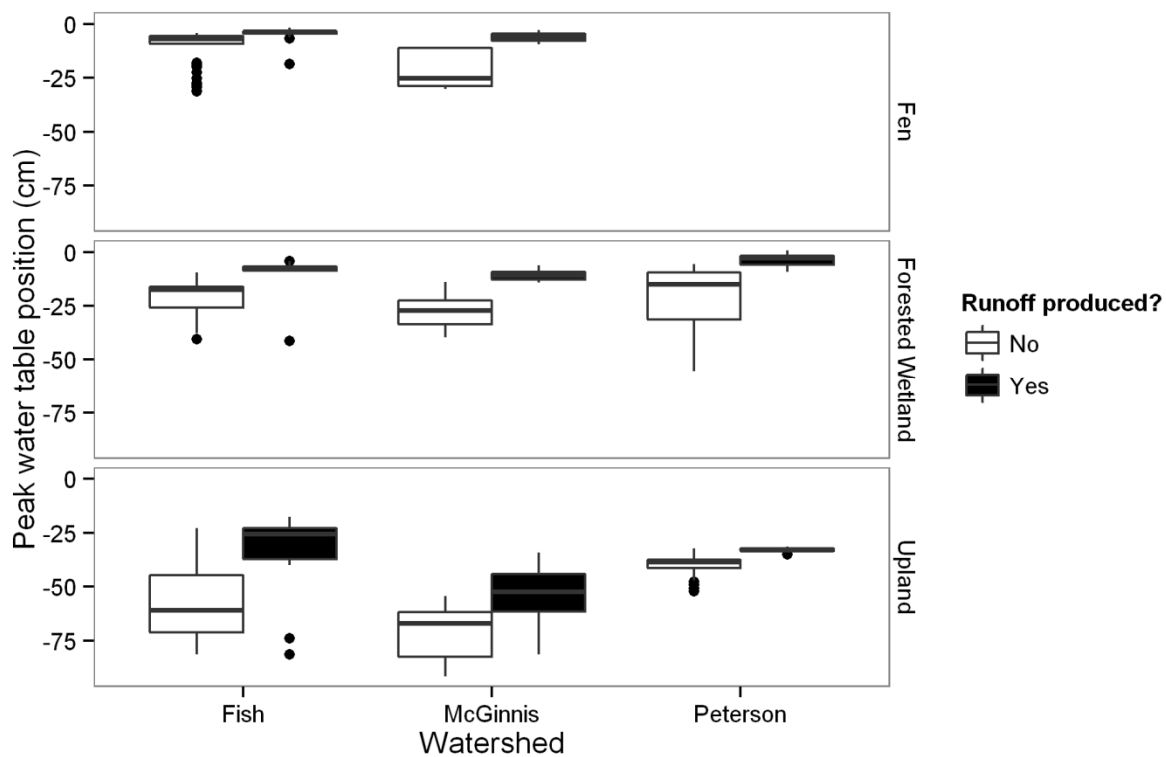 Peak water table position (cm)
0
-25
-50
-75
Fen
0
-25
-50
-75
Forested Wetland
0
-25
-50
-75
Upland
Fish
McGinnis
Peterson
Watershed
Runoff produced?
No
Yes